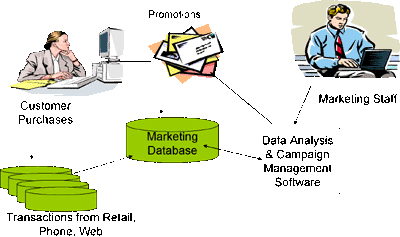 Promotions
Customer
Purchases
Marketing Staff
Marketing
Database
Data Analysis
& Campaign
Management
Software
Transactions from Retail,
Phone, Web